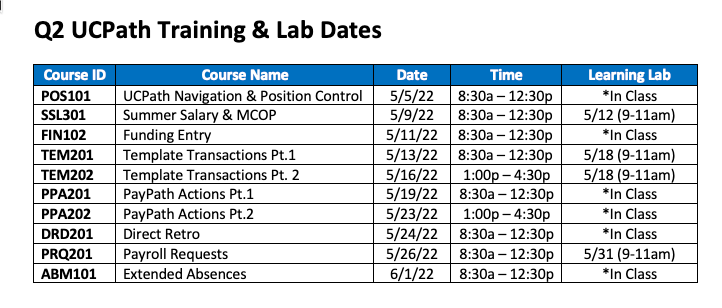 Q2 UCPath Training & Lab Dates
Course ID Course Name Date Time Learning Lab
POS101 UCPath Navigation & Position Control 5/5/22 8:30a – 12:30p *In Class
SSL301 Summer Salary & MCOP 5/9/22 8:30a – 12:30p 5/12 (9-11am)
FIN102 Funding Entry 5/11/22 8:30a – 12:30p *In Class
TEM201 Template Transactions Pt.1 5/13/22 8:30a – 12:30p 5/18 (9-11am)
TEM202 Template Transactions Pt. 2 5/16/22 1:00p – 4:30p 5/18 (9-11am)
PPA201 PayPath Actions Pt.1 5/19/22 8:30a – 12:30p *In Class
PPA202 PayPath Actions Pt.2 5/23/22 1:00p – 4:30p *In Class
DRD201 Direct Retro 5/24/22 8:30a – 12:30p *In Class
PRQ201 Payroll Requests 5/26/22 8:30a – 12:30p 5/31 (9-11am)
ABM101 Extended Absences 6/1/22 8:30a – 12:30p *In Class